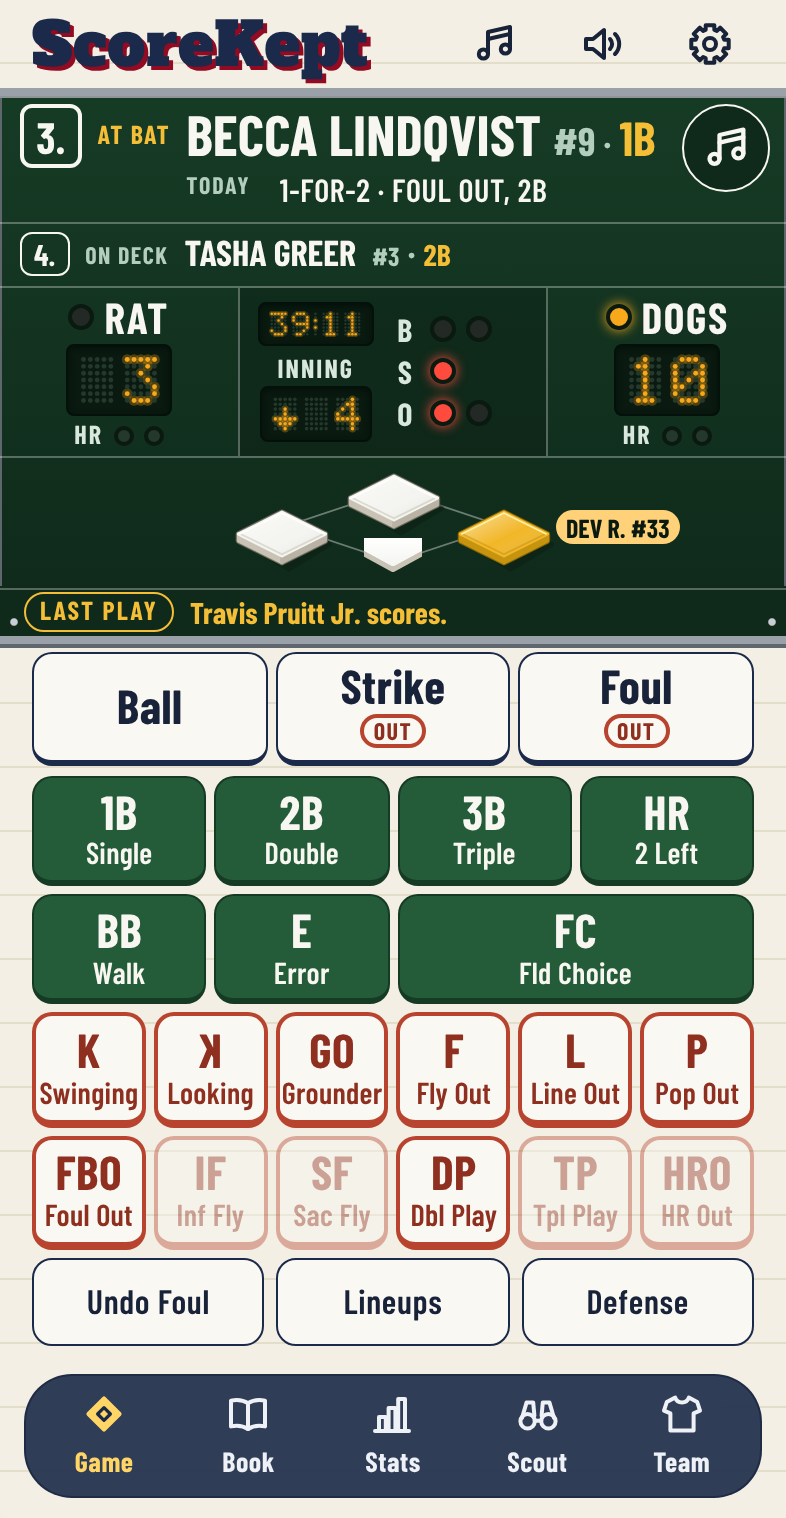 ScoreKept
3. AT BAT BECCA LINDQVIST #9 · 1B
TODAY 1-FOR-2 · FOUL OUT, 2B
4. ON DECK TASHA GREER #3 · 2B
RAT
3
HR
39:11
INNING
4
B
S
O
DOGS
10
HR
DEV R. #33
LAST PLAY Travis Pruitt Jr. scores.
Ball
Strike
OUT
Foul
OUT
1B
Single
2B
Double
3B
Triple
HR
2 Left
BB
Walk
E
Error
FC
Fld Choice
K
Swinging
ꓘ
Looking
GO
Grounder
F
Fly Out
L
Line Out
P
Pop Out
FBO
Foul Out
IF
Inf Fly
SF
Sac Fly
DP
Dbl Play
TP
Tpl Play
HRO
HR Out
Undo Foul
Lineups
Defense
Game
Book
Stats
Scout
Team